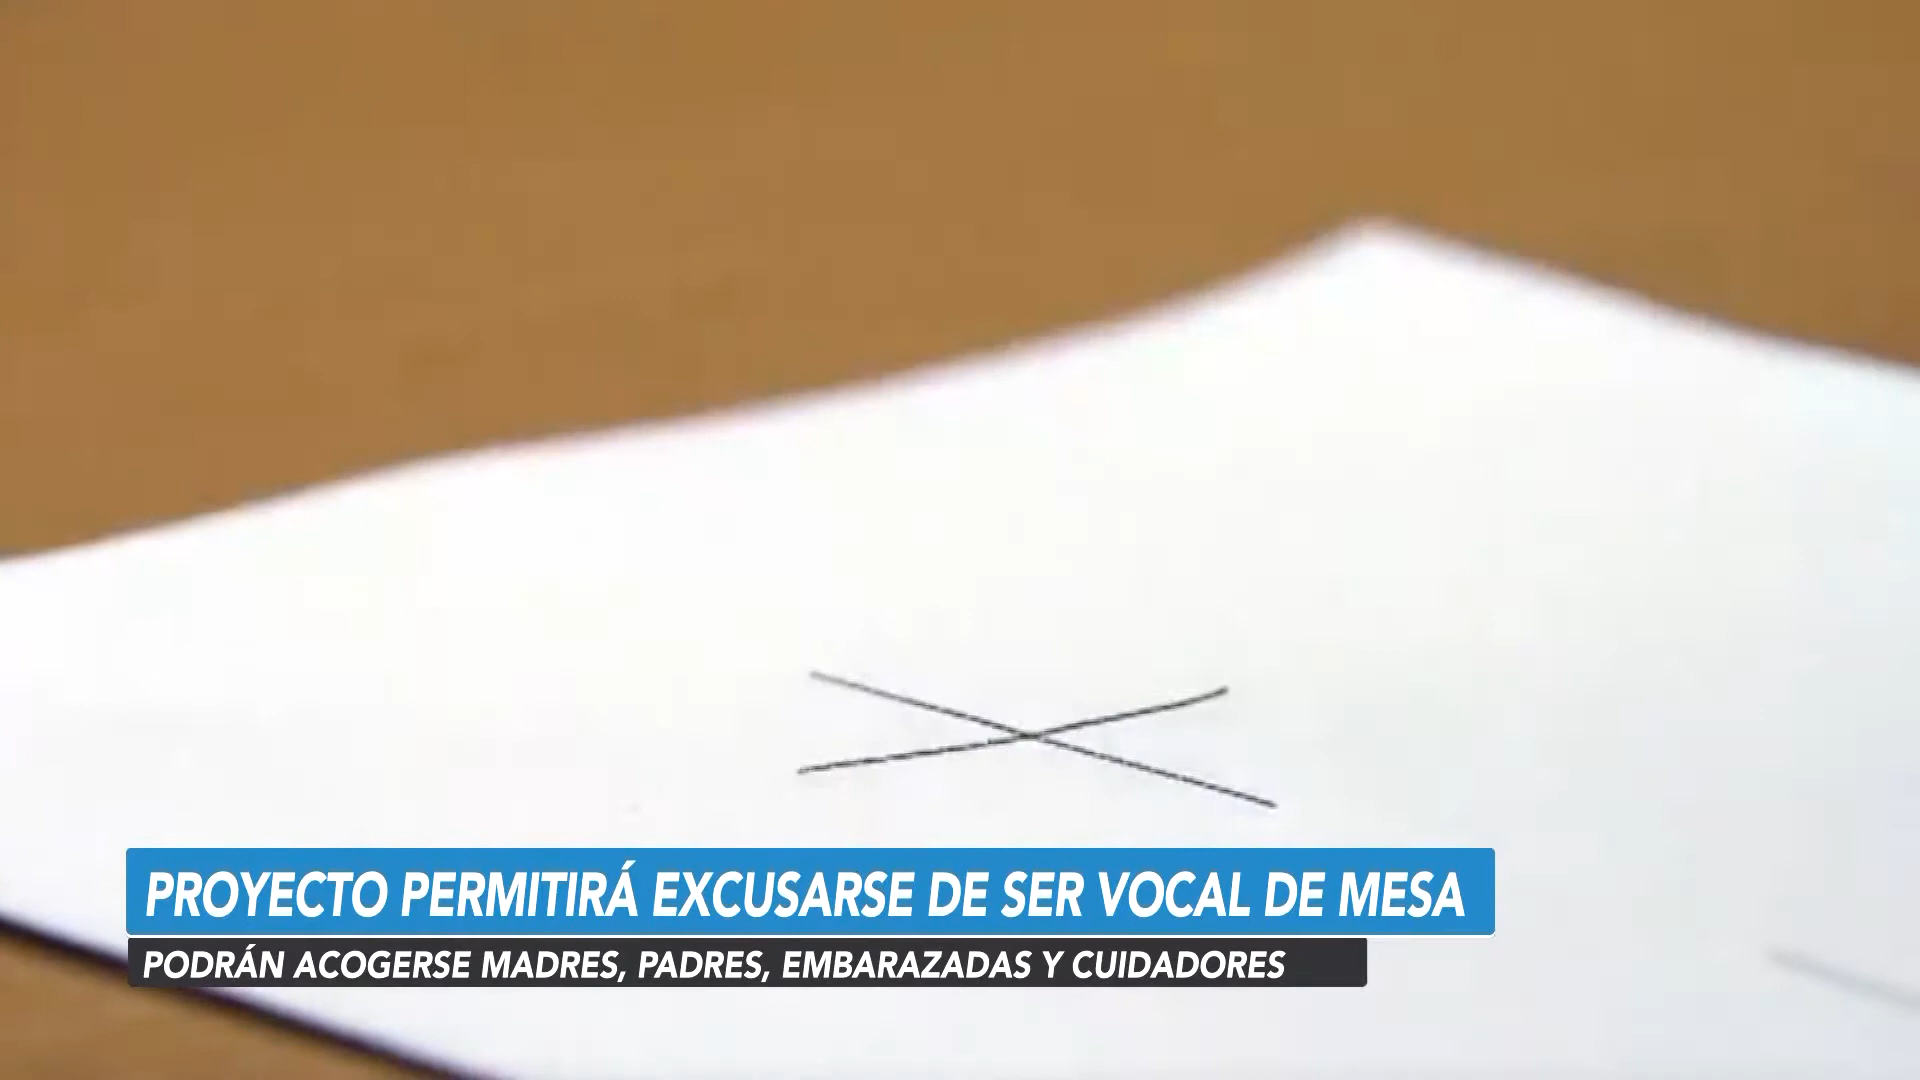 PROYECTO PERMITIRÁ EXCUSARSE DE SER VOCAL DE MESA
PODRÁN ACOGERSE MADRES, PADRES, EMBARAZADAS Y CUIDADORES